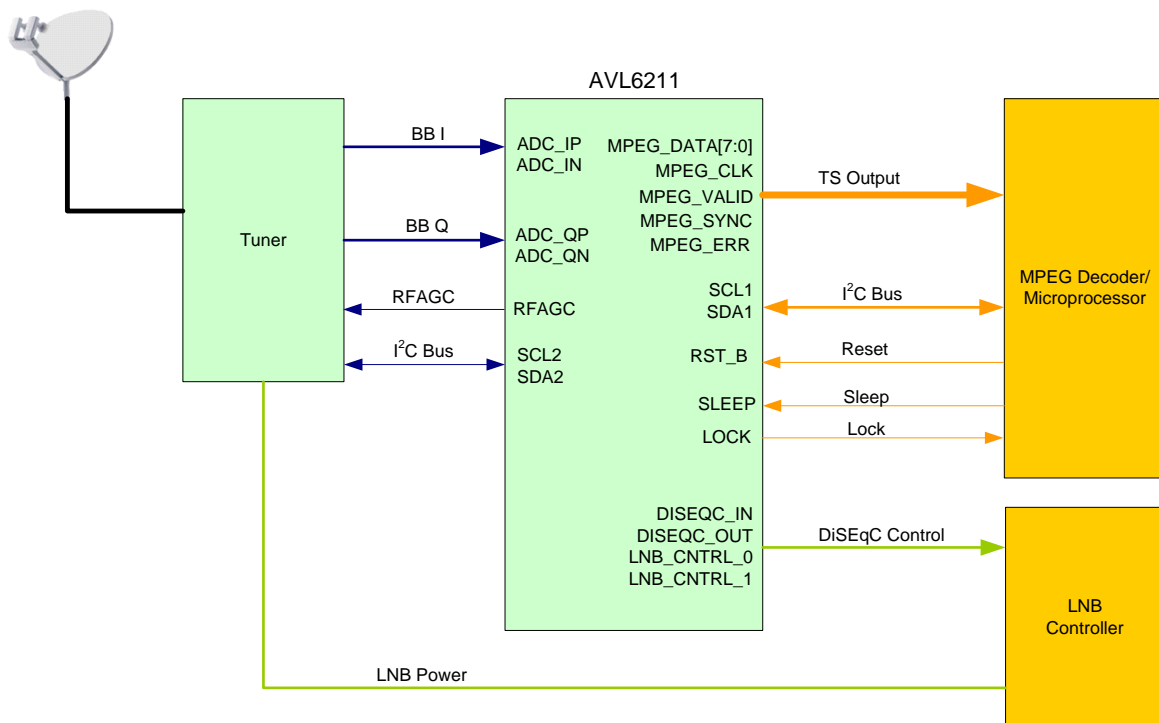 AVL6211
Tuner
BB I
BB Q
RFAGC
I²C Bus
ADC_IP
ADC_IN
ADC_QP
ADC_QN
RFAGC
SCL2
SDA2
MPEG_DATA[7:0]
MPEG_CLK
MPEG_VALID
MPEG_SYNC
MPEG_ERR
SCL1
SDA1
RST_B
SLEEP
LOCK
DISEQC_IN
DISEQC_OUT
LNB_CNTRL_0
LNB_CNTRL_1
TS Output
I²C Bus
Reset
Sleep
Lock
DiSEqC Control
MPEG Decoder/
Microprocessor
LNB
Controller
LNB Power